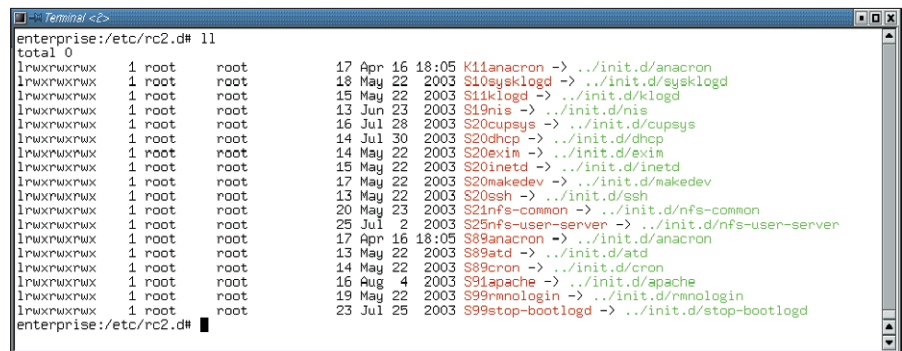 Terminal <2>
enterprise:/etc/rc2.d# ll
total 0
lrwxrwxrwx 1 root root 17 Apr 16 18:05 K11anacron -> ../init.d/anacron
lrwxrwxrwx 1 root root 18 May 22 2003 S10sysklogd -> ../init.d/sysklogd
lrwxrwxrwx 1 root root 15 May 22 2003 S11klogd -> ../init.d/klogd
lrwxrwxrwx 1 root root 13 Jun 23 2003 S19nis -> ../init.d/nis
lrwxrwxrwx 1 root root 16 Jul 28 2003 S20cupsys -> ../init.d/cupsys
lrwxrwxrwx 1 root root 14 Jul 30 2003 S20dhcp -> ../init.d/dhcp
lrwxrwxrwx 1 root root 14 May 22 2003 S20exim -> ../init.d/exim
lrwxrwxrwx 1 root root 15 May 22 2003 S20inetd -> ../init.d/inetd
lrwxrwxrwx 1 root root 17 May 22 2003 S20makedev -> ../init.d/makedev
lrwxrwxrwx 1 root root 13 May 22 2003 S20ssh -> ../init.d/ssh
lrwxrwxrwx 1 root root 20 May 23 2003 S21nfs-common -> ../init.d/nfs-common
lrwxrwxrwx 1 root root 25 Jul 2 2003 S25nfs-user-server -> ../init.d/nfs-user-server
lrwxrwxrwx 1 root root 17 Apr 16 18:05 S89anacron -> ../init.d/anacron
lrwxrwxrwx 1 root root 13 May 22 2003 S89atd -> ../init.d/atd
lrwxrwxrwx 1 root root 14 May 22 2003 S89cron -> ../init.d/cron
lrwxrwxrwx 1 root root 16 Aug 4 2003 S91apache -> ../init.d/apache
lrwxrwxrwx 1 root root 19 May 22 2003 S99rmnologin -> ../init.d/rmnologin
lrwxrwxrwx 1 root root 23 Jul 25 2003 S99stop-bootlogd -> ../init.d/stop-bootlogd
enterprise:/etc/rc2.d#